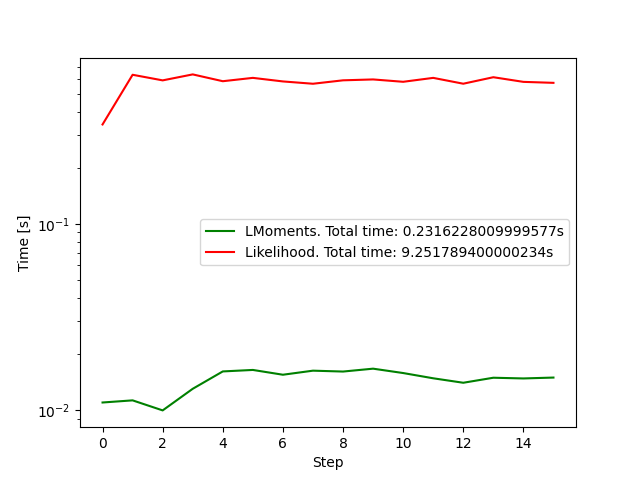 Time [s]
10⁻¹
10⁻²
LMoments. Total time: 0.2316228009999577s
Likelihood. Total time: 9.251789400000234s
0 2 4 6 8 10 12 14
Step